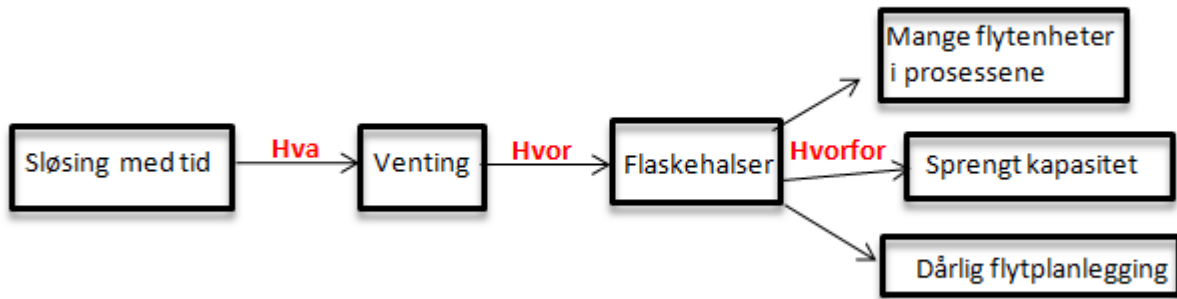 Sløsing med tid
Hva
Venting
Hvor
Flaskehalser
Hvorfor
Mange flytenheter
i prosessene
Sprengt kapasitet
Dårlig flytplanlegging